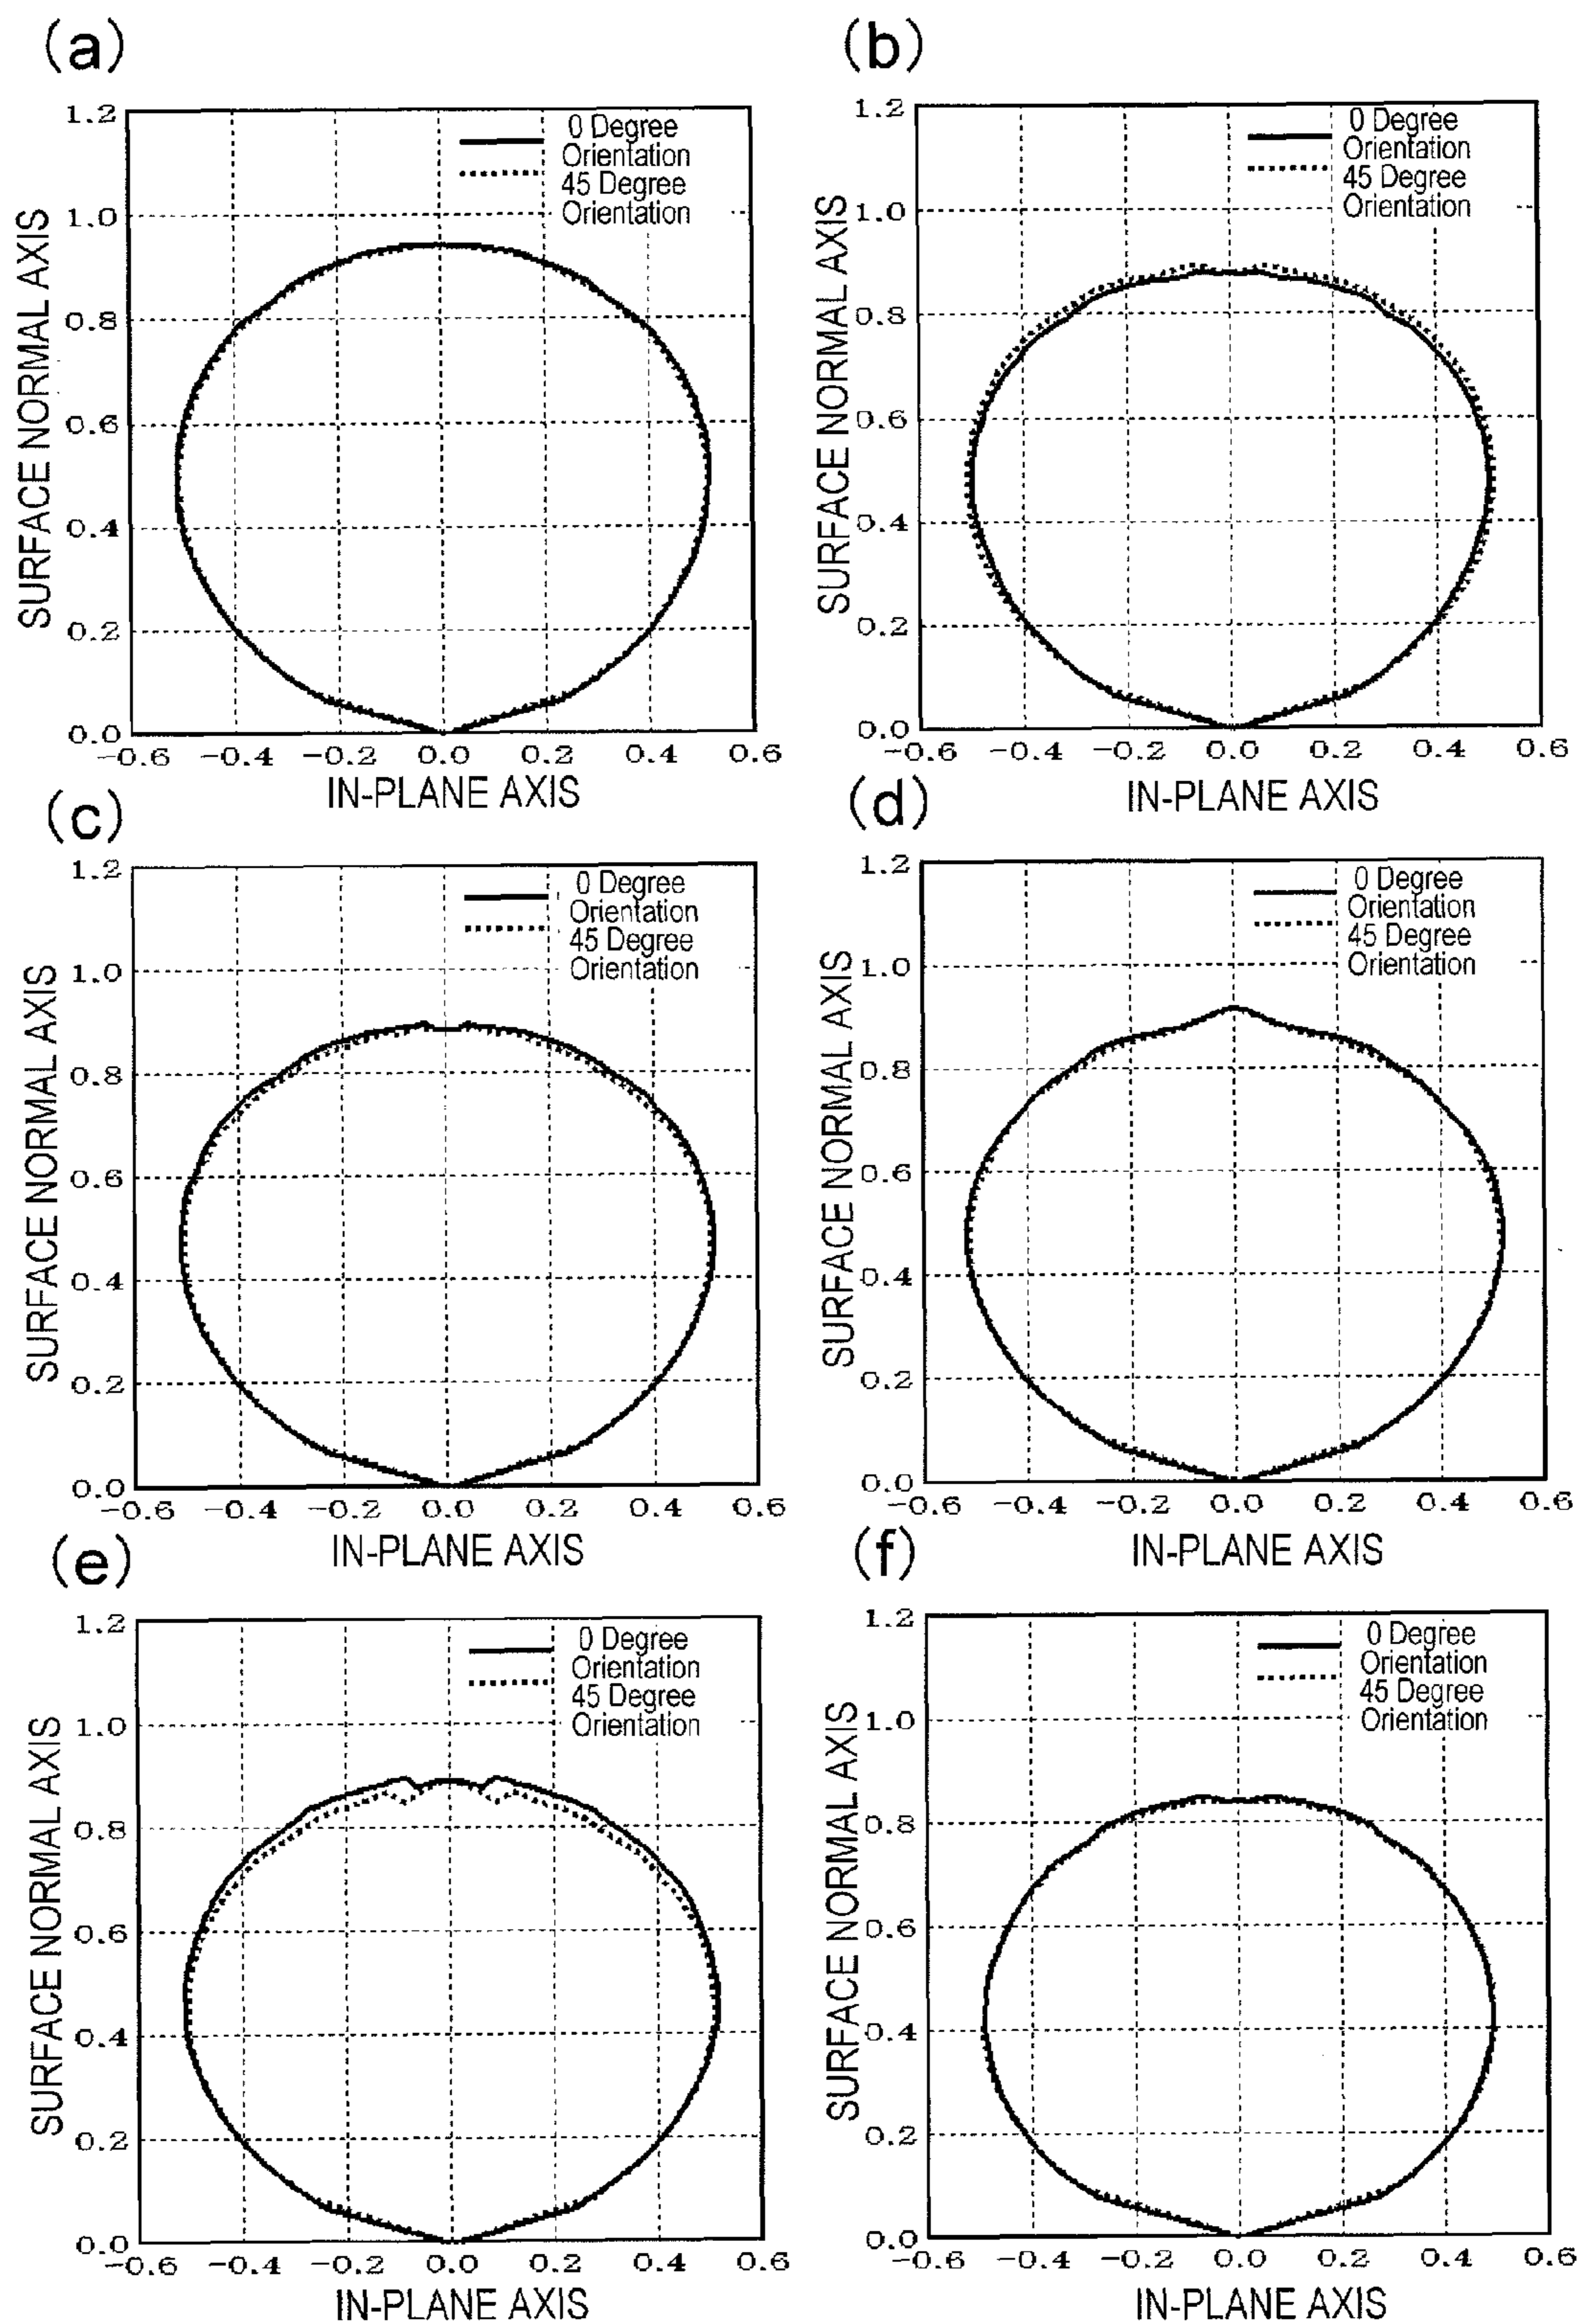 (a)
1.2
1.0
0.8
0.6
0.4
0.2
0.0
−0.6 −0.4 −0.2 0.0 0.2 0.4 0.6
SURFACE NORMAL AXIS
IN-PLANE AXIS
0 Degree
Orientation
45 Degree
Orientation
(b)
1.2
1.0
0.8
0.6
0.4
0.2
0.0
−0.6 −0.4 −0.2 0.0 0.2 0.4 0.6
SURFACE NORMAL AXIS
IN-PLANE AXIS
0 Degree
Orientation
45 Degree
Orientation
(c)
1.2
1.0
0.8
0.6
0.4
0.2
0.0
−0.6 −0.4 −0.2 0.0 0.2 0.4 0.6
SURFACE NORMAL AXIS
IN-PLANE AXIS
0 Degree
Orientation
45 Degree
Orientation
(d)
1.2
1.0
0.8
0.6
0.4
0.2
0.0
−0.6 −0.4 −0.2 0.0 0.2 0.4 0.6
SURFACE NORMAL AXIS
IN-PLANE AXIS
0 Degree
Orientation
45 Degree
Orientation
(e)
1.2
1.0
0.8
0.6
0.4
0.2
0.0
−0.6 −0.4 −0.2 0.0 0.2 0.4 0.6
SURFACE NORMAL AXIS
IN-PLANE AXIS
0 Degree
Orientation
45 Degree
Orientation
(f)
1.2
1.0
0.8
0.6
0.4
0.2
0.0
−0.6 −0.4 −0.2 0.0 0.2 0.4 0.6
SURFACE NORMAL AXIS
IN-PLANE AXIS
0 Degree
Orientation
45 Degree
Orientation